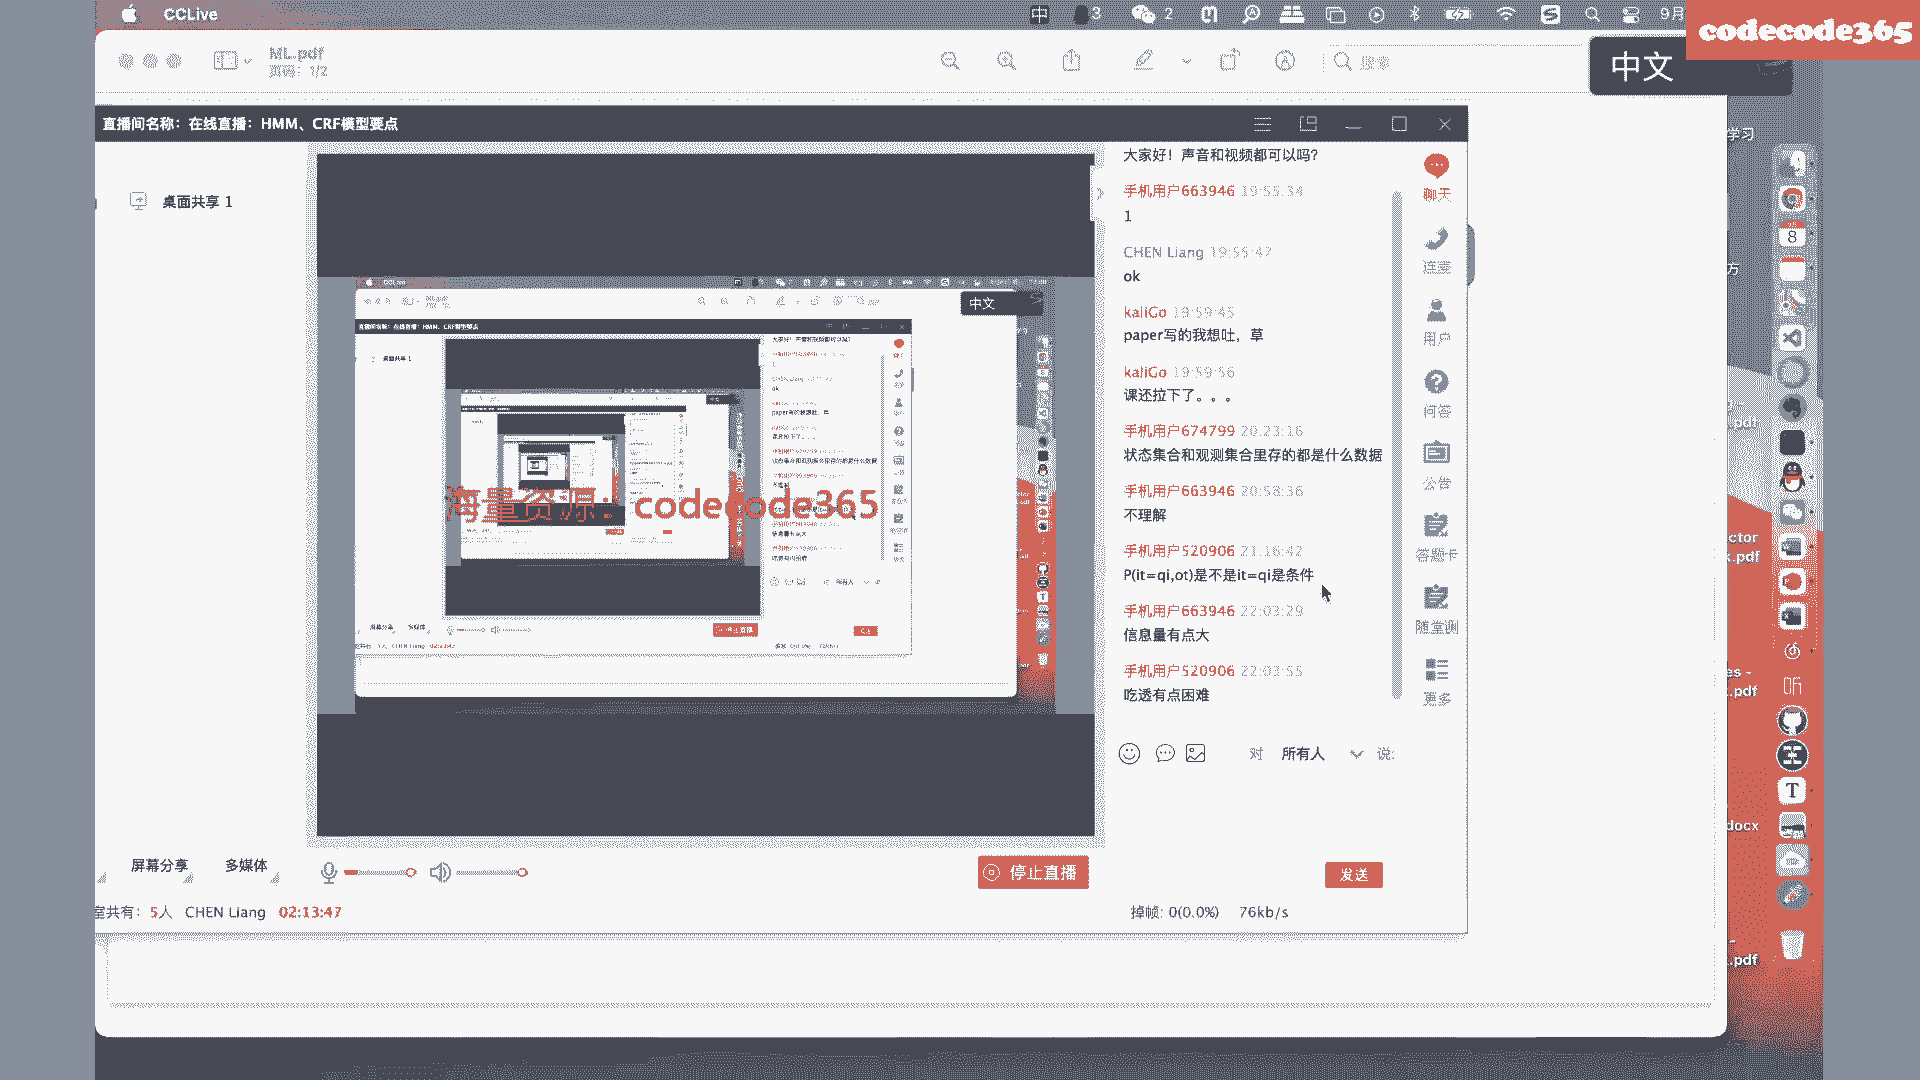 CCLive
中
3
2
9月
codecode365
ML.pdf
页码：1/2
搜索
中文
直播间名称：在线直播：HMM、CRF模型要点
学习
桌面共享 1
大家好！声音和视频都可以吗？
手机用户663946 19:55:34
1
CHEN Liang 19:55:47
ok
kaliGo 19:59:45
paper写的我想吐，草
kaliGo 19:59:56
课还拉下了。。。
手机用户674799 20:23:16
状态集合和观测集合里存的都是什么数据
手机用户663946 20:58:36
不理解
手机用户520906 21:16:42
P(it=qi,ot)是不是it=qi是条件
手机用户663946 22:03:29
信息量有点大
手机用户520906 22:03:55
吃透有点困难
聊天
连麦
用户
问答
公告
答题卡
随堂测
更多
海量资源：codecode365
对 所有人 说:
屏幕分享
多媒体
停止直播
发送
室共有：5人 CHEN Liang 02:13:47
掉帧: 0(0.0%) 76kb/s
8
方
.pdf
ctor
.pdf
es -
.pdf
docx
.pdf